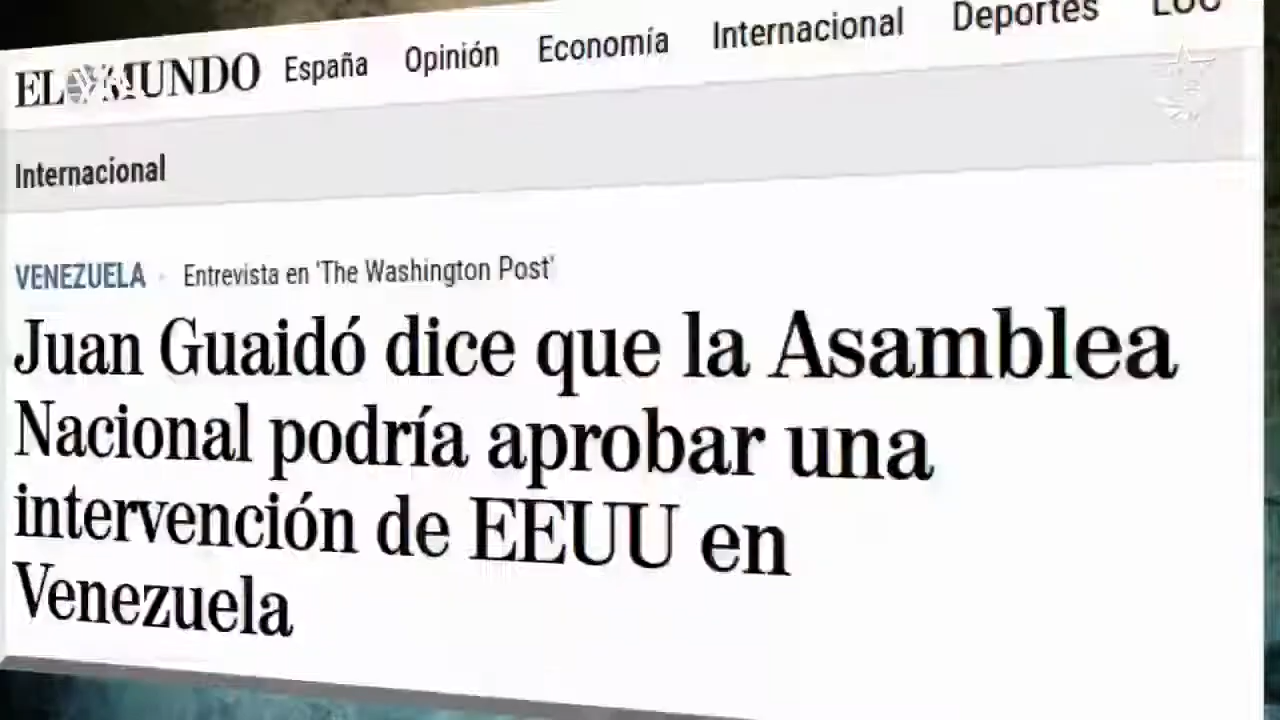 EL MUNDO España Opinión Economía Internacional Deportes LOC
Internacional
VENEZUELA Entrevista en 'The Washington Post'
Juan Guaidó dice que la Asamblea
Nacional podría aprobar una
intervención de EEUU en
Venezuela